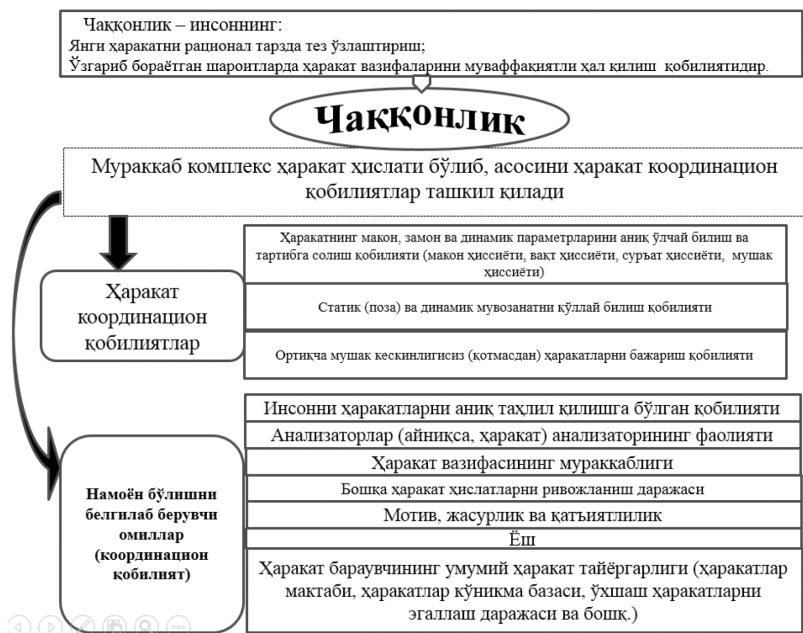 Чаққонлик – инсоннинг:
Янги ҳаракатни рационал тарзда тез ўзлаштириш;
Ўзгариб бораётган шароитларда ҳаракат вазифаларини муваффақиятли ҳал қилиш қобилиятидир.
Чаққонлик
Мураккаб комплекс ҳаракат ҳислати бўлиб, асосини ҳаракат координацион
қобилиятлар ташкил қилади
Ҳаракат
координацион
қобилиятлар
Ҳаракатнинг макон, замон ва динамик параметрларини аниқ ўлчай билиш ва
тартибга солиш қобилияти (макон ҳиссиёти, вақт ҳиссиёти, суръат ҳиссиёти, мушак
ҳиссиёти)
Статик (поза) ва динамик мувозанатни қўллай билиш қобилияти
Ортиқча мушак кескинлигисиз (қотмасдан) ҳаракатларни бажариш қобилияти
Намоён бўлишни
белгилаб берувчи
омиллар
(координацион
қобилият)
Инсонни ҳаракатларни аниқ таҳлил қилишга бўлган қобилияти
Анализаторлар (айниқса, ҳаракат) анализаторининг фаолияти
Ҳаракат вазифасининг мураккаблиги
Бошқа ҳаракат ҳислатларни ривожланиш даражаси
Мотив, жасурлик ва қатъиятлилик
Ёш
Ҳаракат бараувчининг умумий ҳаракат тайёргарлиги (ҳаракатлар
мактаби, ҳаракатлар кўникма базаси, ўхшаш ҳаракатларни
эгаллаш даражаси ва бошқ.)